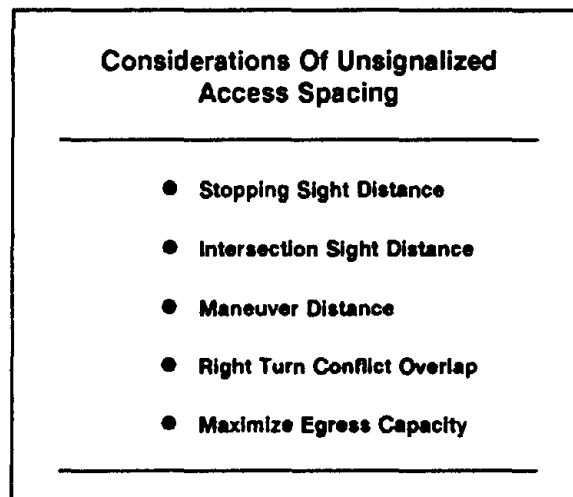 Considerations Of Unsignalized
Access Spacing
● Stopping Sight Distance
● Intersection Sight Distance
● Maneuver Distance
● Right Turn Conflict Overlap
● Maximize Egress Capacity